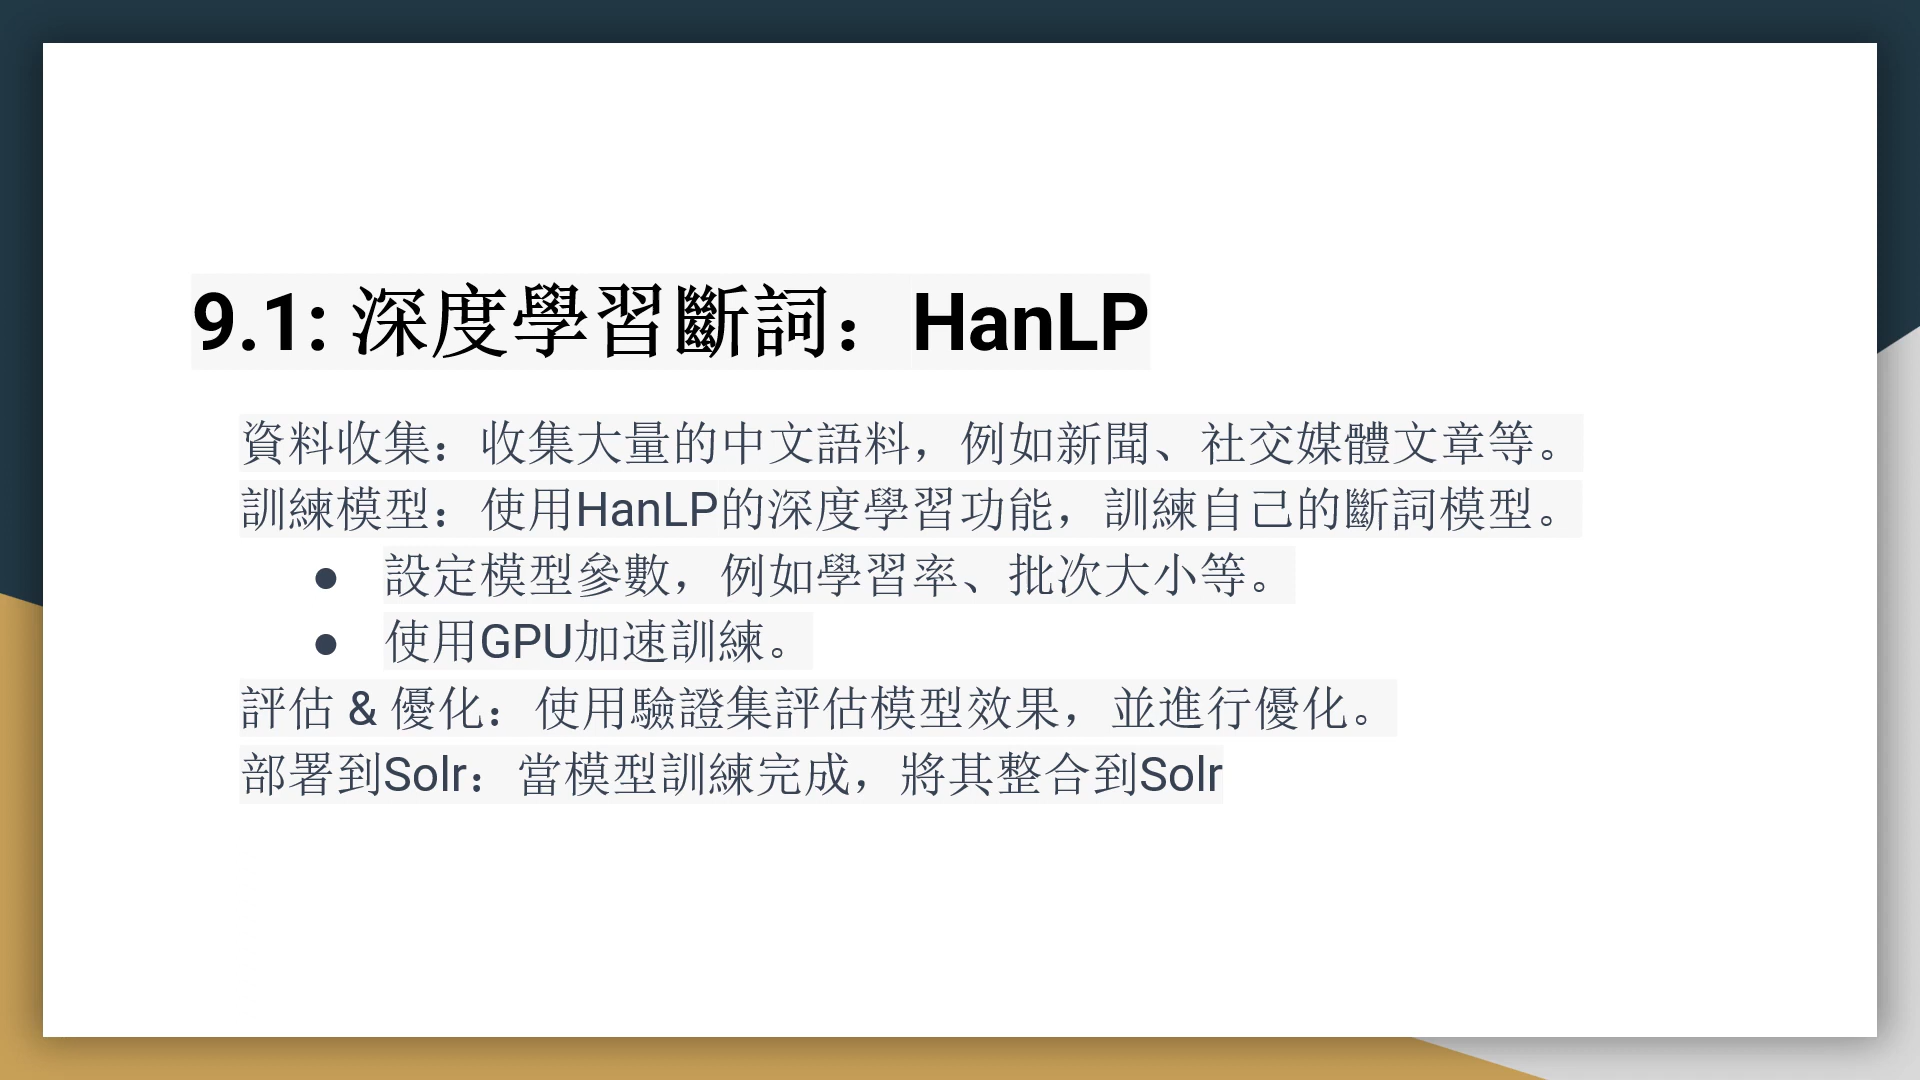 9.1: 深度學習斷詞：HanLP
資料收集：收集大量的中文語料，例如新聞、社交媒體文章等。
訓練模型：使用HanLP的深度學習功能，訓練自己的斷詞模型。
● 設定模型參數，例如學習率、批次大小等。
● 使用GPU加速訓練。
評估 & 優化：使用驗證集評估模型效果，並進行優化。
部署到Solr：當模型訓練完成，將其整合到Solr